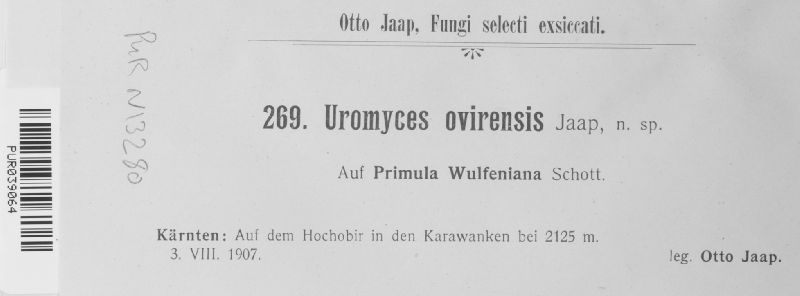 Otto Jaap, Fungi selecti exsiccati.
269. Uromyces ovirensis Jaap, n. sp.
Auf Primula Wulfeniana Schott.
Kärnten: Auf dem Hochobir in den Karawanken bei 2125 m.
3. VIII. 1907.
leg. Otto Jaap.
PUR N13280
PUR039064